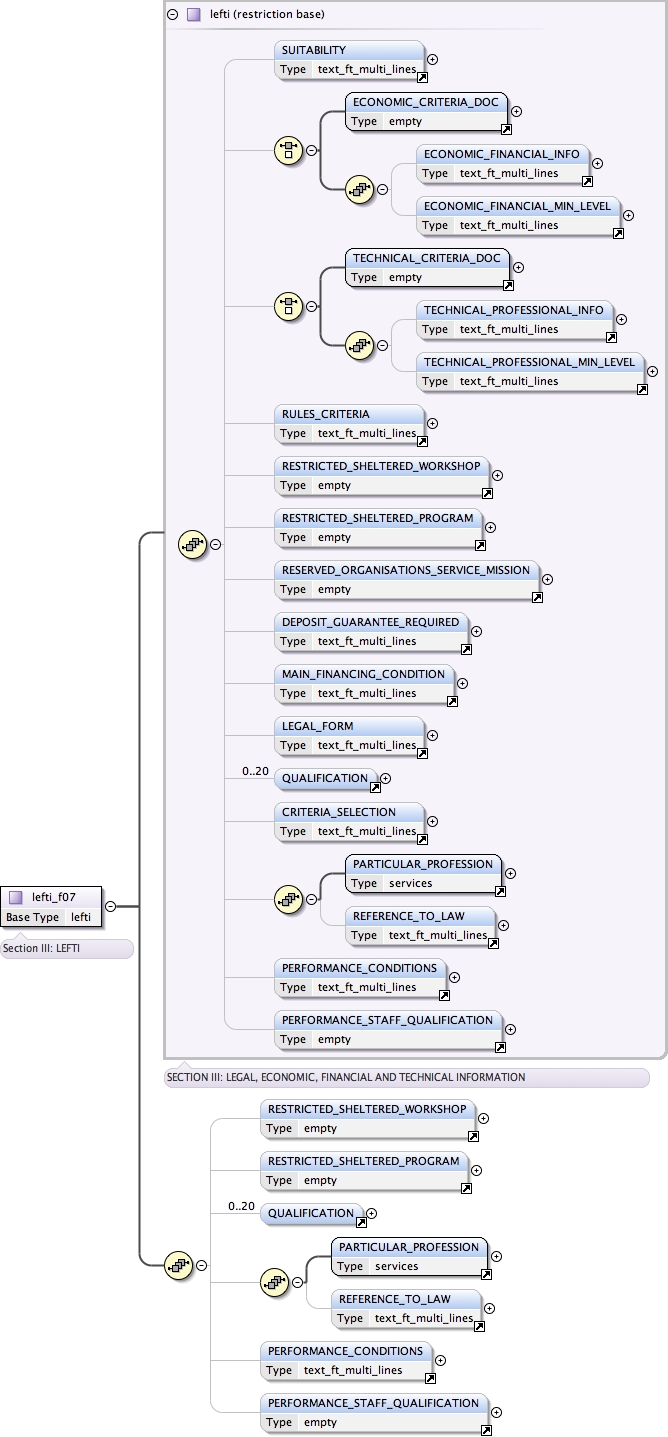 lefti (restriction base)
SUITABILITY
Type text_ft_multi_lines
ECONOMIC_CRITERIA_DOC
Type empty
ECONOMIC_FINANCIAL_INFO
Type text_ft_multi_lines
ECONOMIC_FINANCIAL_MIN_LEVEL
Type text_ft_multi_lines
TECHNICAL_CRITERIA_DOC
Type empty
TECHNICAL_PROFESSIONAL_INFO
Type text_ft_multi_lines
TECHNICAL_PROFESSIONAL_MIN_LEVEL
Type text_ft_multi_lines
RULES_CRITERIA
Type text_ft_multi_lines
RESTRICTED_SHELTERED_WORKSHOP
Type empty
RESTRICTED_SHELTERED_PROGRAM
Type empty
RESERVED_ORGANISATIONS_SERVICE_MISSION
Type empty
DEPOSIT_GUARANTEE_REQUIRED
Type text_ft_multi_lines
MAIN_FINANCING_CONDITION
Type text_ft_multi_lines
LEGAL_FORM
Type text_ft_multi_lines
0..20
QUALIFICATION
CRITERIA_SELECTION
Type text_ft_multi_lines
PARTICULAR_PROFESSION
Type services
REFERENCE_TO_LAW
Type text_ft_multi_lines
PERFORMANCE_CONDITIONS
Type text_ft_multi_lines
PERFORMANCE_STAFF_QUALIFICATION
Type empty
lefti_f07
Base Type lefti
Section III: LEFTI
SECTION III: LEGAL, ECONOMIC, FINANCIAL AND TECHNICAL INFORMATION
RESTRICTED_SHELTERED_WORKSHOP
Type empty
RESTRICTED_SHELTERED_PROGRAM
Type empty
0..20
QUALIFICATION
PARTICULAR_PROFESSION
Type services
REFERENCE_TO_LAW
Type text_ft_multi_lines
PERFORMANCE_CONDITIONS
Type text_ft_multi_lines
PERFORMANCE_STAFF_QUALIFICATION
Type empty